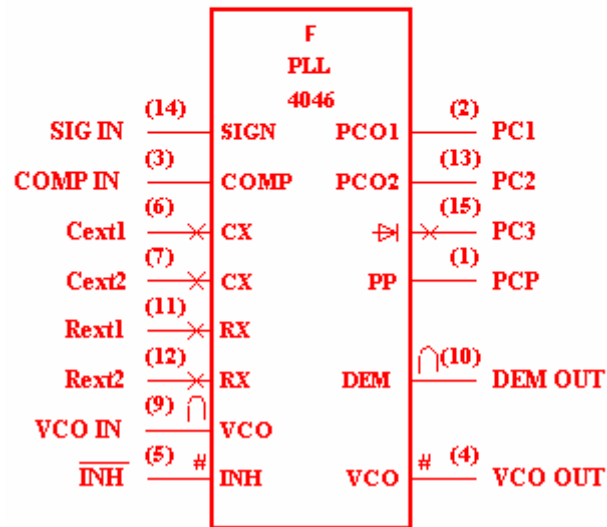 F
PLL
4046
(14)
SIG IN SIGN
(3)
COMP IN COMP
(6)
Cext1 CX
(7)
Cext2 CX
(11)
Rext1 RX
(12)
Rext2 RX
(9)
VCO IN VCO
(5) #
INH INH
(2)
PCO1 PC1
(13)
PCO2 PC2
(15)
PC3
(1)
PP PCP
(10)
DEM DEM OUT
# (4)
VCO VCO OUT